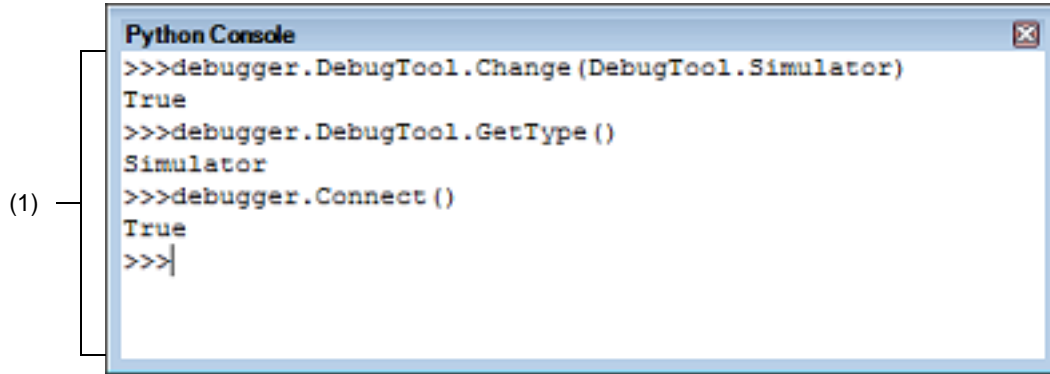 Python Console
>>>debugger.DebugTool.Change(DebugTool.Simulator)
True
>>>debugger.DebugTool.GetType()
Simulator
>>>debugger.Connect()
(1)
True
>>>